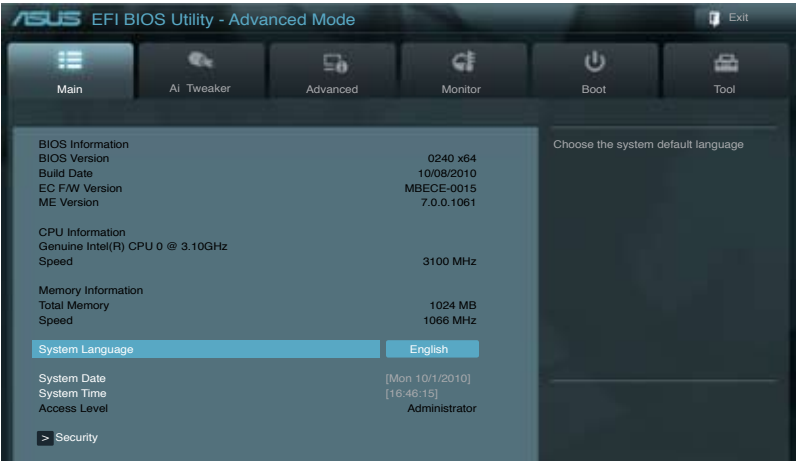 ASUS EFI BIOS Utility - Advanced Mode
Exit
Main
Ai Tweaker
Advanced
Monitor
Boot
Tool
BIOS Information
BIOS Version 0240 x64
Build Date 10/08/2010
EC F/W Version MBECE-0015
ME Version 7.0.0.1061
CPU Information
Genuine Intel(R) CPU 0 @ 3.10GHz
Speed 3100 MHz
Memory Information
Total Memory 1024 MB
Speed 1066 MHz
System Language English
System Date [Mon 10/1/2010]
System Time [16:46:15]
Access Level Administrator
> Security
Choose the system default language